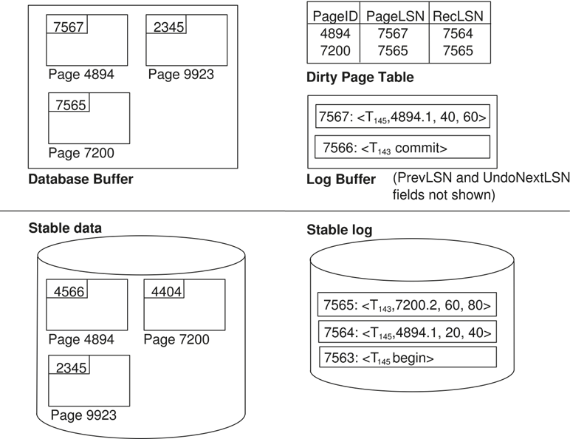 7567
2345
Page 4894
Page 9923
7565
Page 7200
Database Buffer
PageID PageLSN RecLSN
4894 7567 7564
7200 7565 7565
Dirty Page Table
7567: <T145,4894.1, 40, 60>
7566: <T143 commit>
Log Buffer (PrevLSN and UndoNextLSN
fields not shown)
Stable data
4566
4404
Page 4894
Page 7200
2345
Page 9923
Stable log
7565: <T143,7200.2, 60, 80>
7564: <T145,4894.1, 20, 40>
7563: <T145 begin>